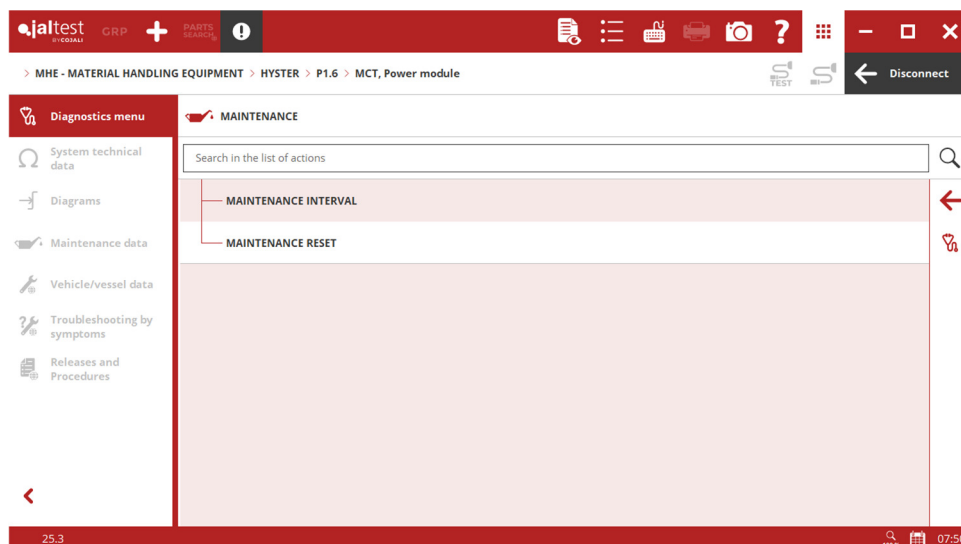 jaltest GRP PARTS
SEARCH
BY COJALI
> MHE - MATERIAL HANDLING EQUIPMENT > HYSTER > P1.6 > MCT, Power module
TEST
Disconnect
Diagnostics menu
MAINTENANCE
System technical
data
Search in the list of actions
Diagrams
MAINTENANCE INTERVAL
Maintenance data
MAINTENANCE RESET
Vehicle/vessel data
Troubleshooting by
symptoms
Releases and
Procedures
25.3